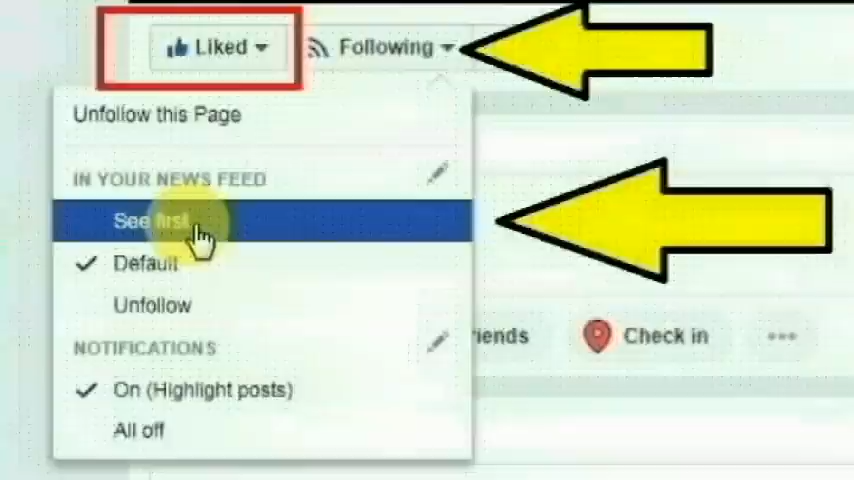 Liked Following
Unfollow this Page
IN YOUR NEWS FEED
See first
Default
Unfollow
NOTIFICATIONS
iends Check in
On (Highlight posts)
All off